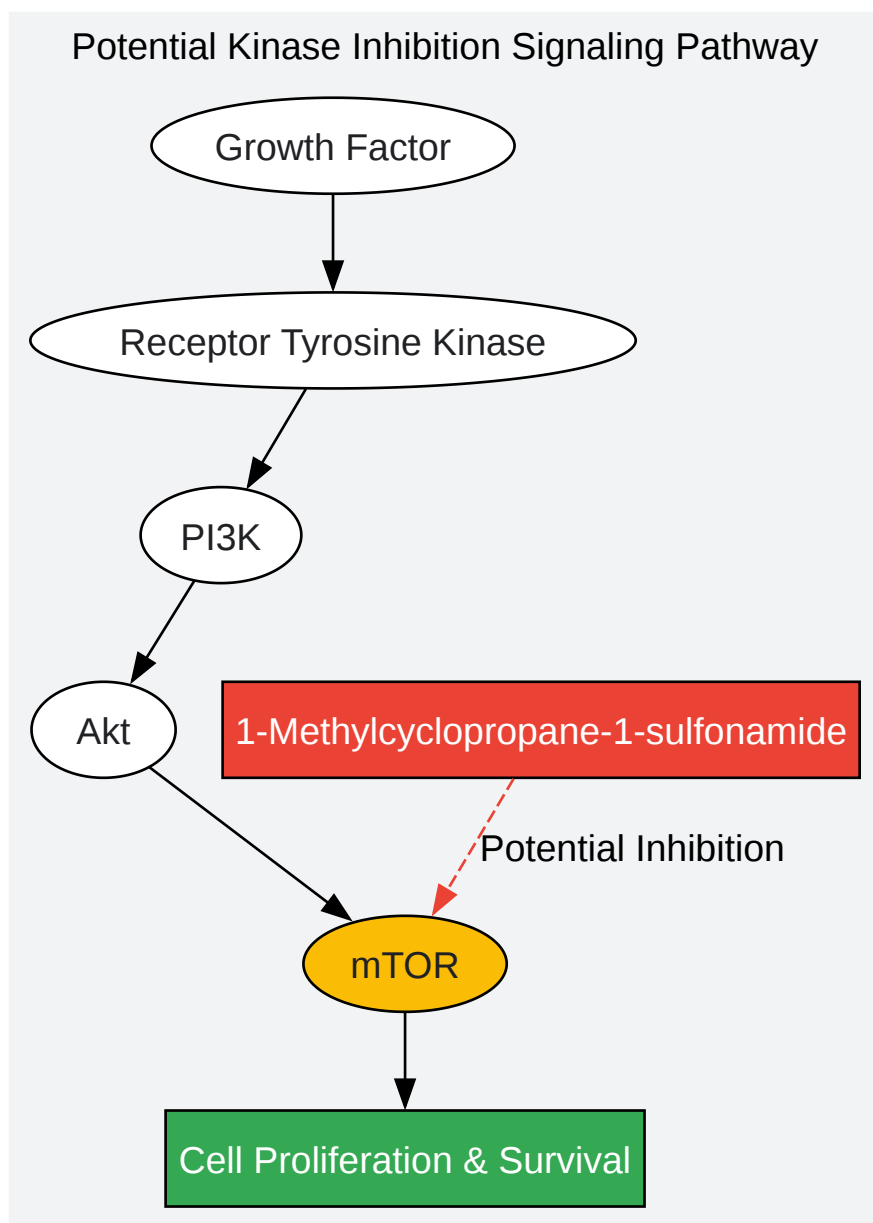 Potential Kinase Inhibition Signaling Pathway
Growth Factor
Receptor Tyrosine Kinase
PI3K
Akt
1-Methylcyclopropane-1-sulfonamide
Potential Inhibition
mTOR
Cell Proliferation & Survival